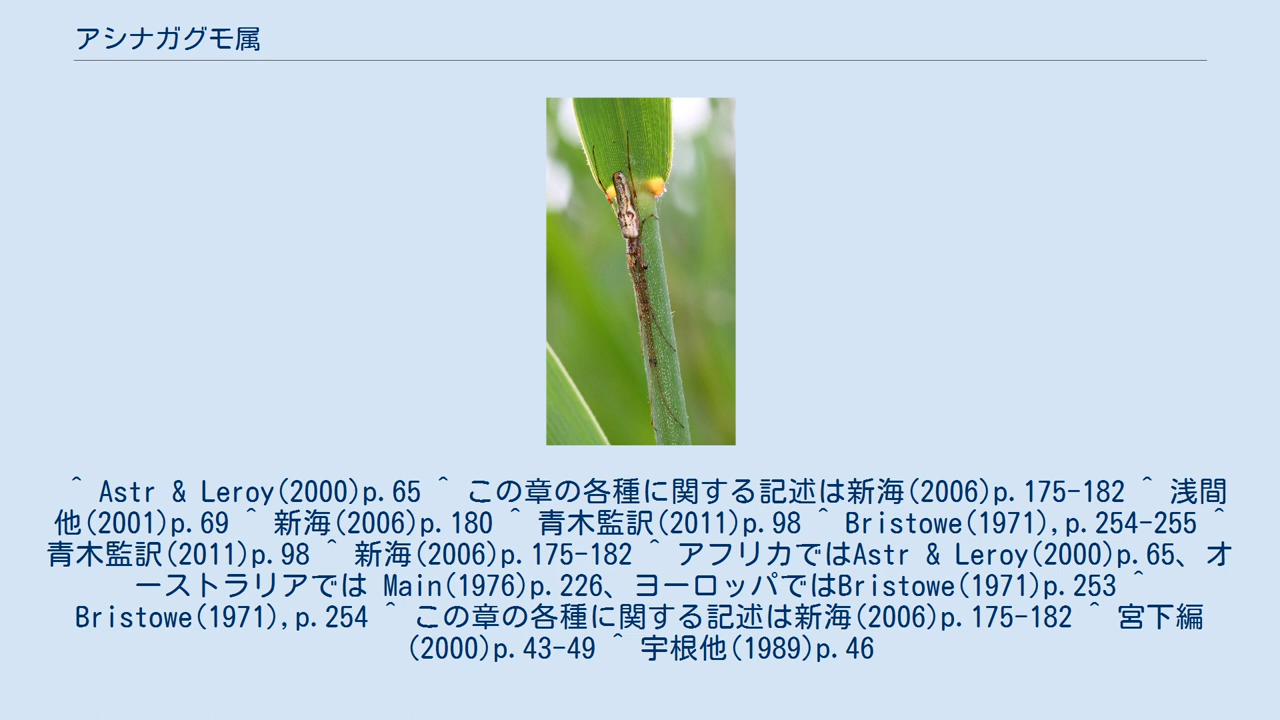 アシナガグモ属
^ Astr & Leroy(2000)p.65 ^ この章の各種に関する記述は新海(2006)p.175-182 ^ 浅間
他(2001)p.69 ^ 新海(2006)p.180 ^ 青木監訳(2011)p.98 ^ Bristowe(1971),p.254-255 ^
青木監訳(2011)p.98 ^ 新海(2006)p.175-182 ^ アフリカではAstr & Leroy(2000)p.65、オ
ーストラリアでは Main(1976)p.226、ヨーロッパではBristowe(1971)p.253 ^
Bristowe(1971),p.254 ^ この章の各種に関する記述は新海(2006)p.175-182 ^ 宮下編
(2000)p.43-49 ^ 宇根他(1989)p.46